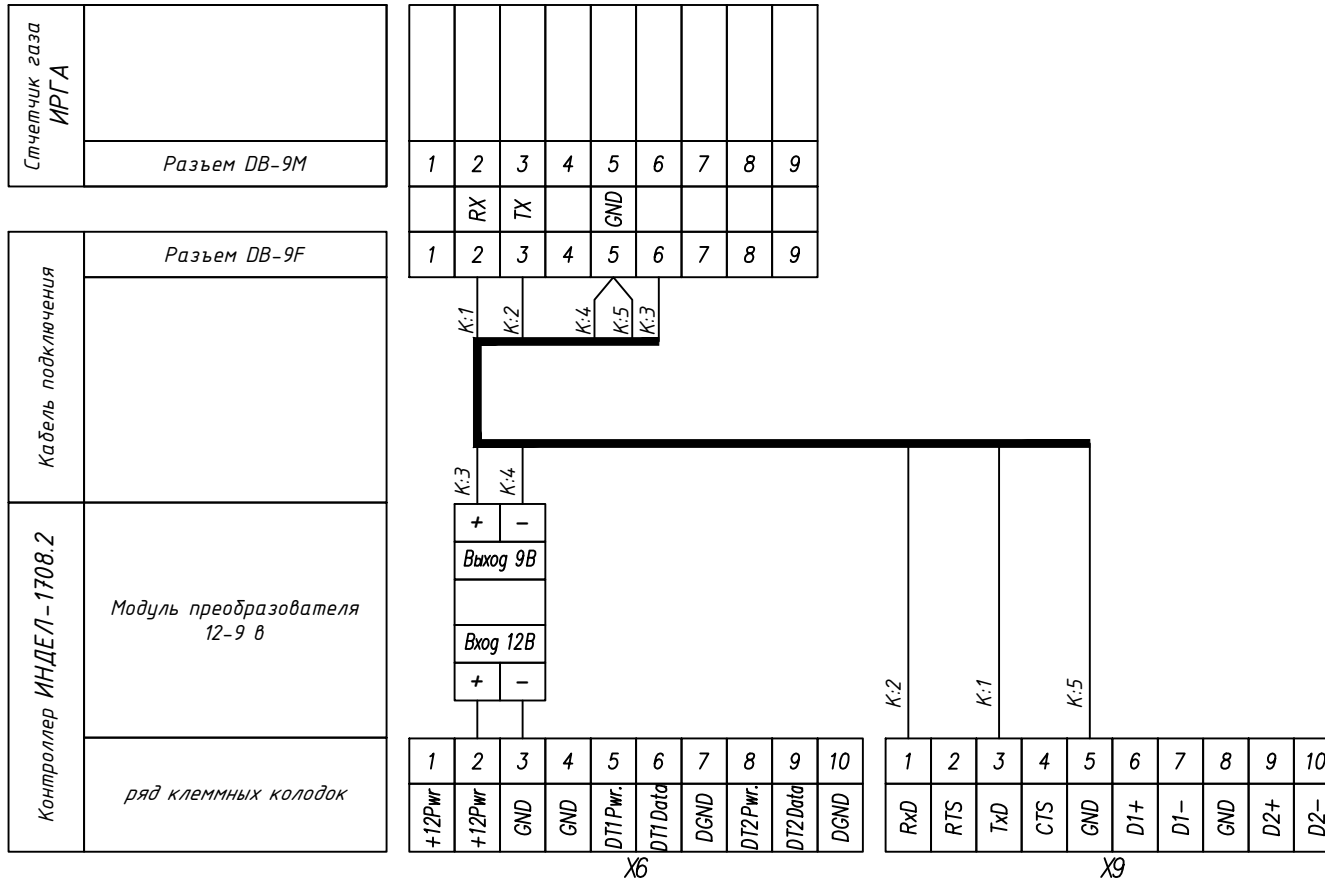 Стчетчик газа
ИРГА
Разъем DB-9М
1 2 3 4 5 6 7 8 9
RX TX GND
Разъем DB-9F
1 2 3 4 5 6 7 8 9
Кабель подключения
К:1 К:2 К:4 К:5 К:3
К:3 К:4
+ -
Выход 9В
Модуль преобразователя
12-9 в
Вход 12В
+ -
К:2 К:1 К:5
Контроллер ИНДЕЛ-1708.2
ряд клеммных колодок
1 2 3 4 5 6 7 8 9 10
+12Pwr +12Pwr GND GND DT1Pwr. DT1Data DGND DT2Pwr. DT2Data DGND
X6
1 2 3 4 5 6 7 8 9 10
RxD RTS TxD CTS GND D1+ D1- GND D2+ D2-
X9